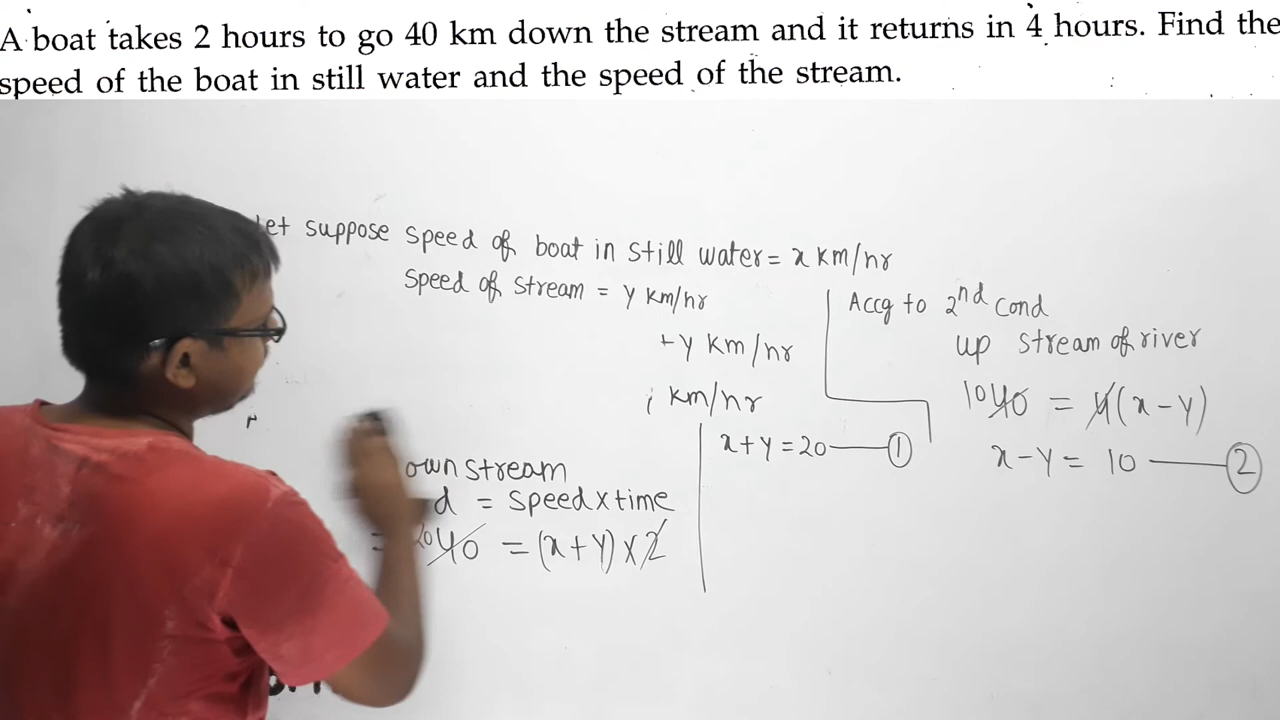 A boat takes 2 hours to go 40 km down the stream and it returns in 4 hours. Find the
speed of the boat in still water and the speed of the stream.
let suppose speed of boat in still water = x km/hr
Speed of stream = y km/hr
+y km/hr
km/hr
own stream
d = speed x time
= 20 40 = (x + y) x 2
x + y = 20 —— 1
Accg to 2nd cond
up stream of river
10 40 = 4(x - y)
x - y = 10 —— 2